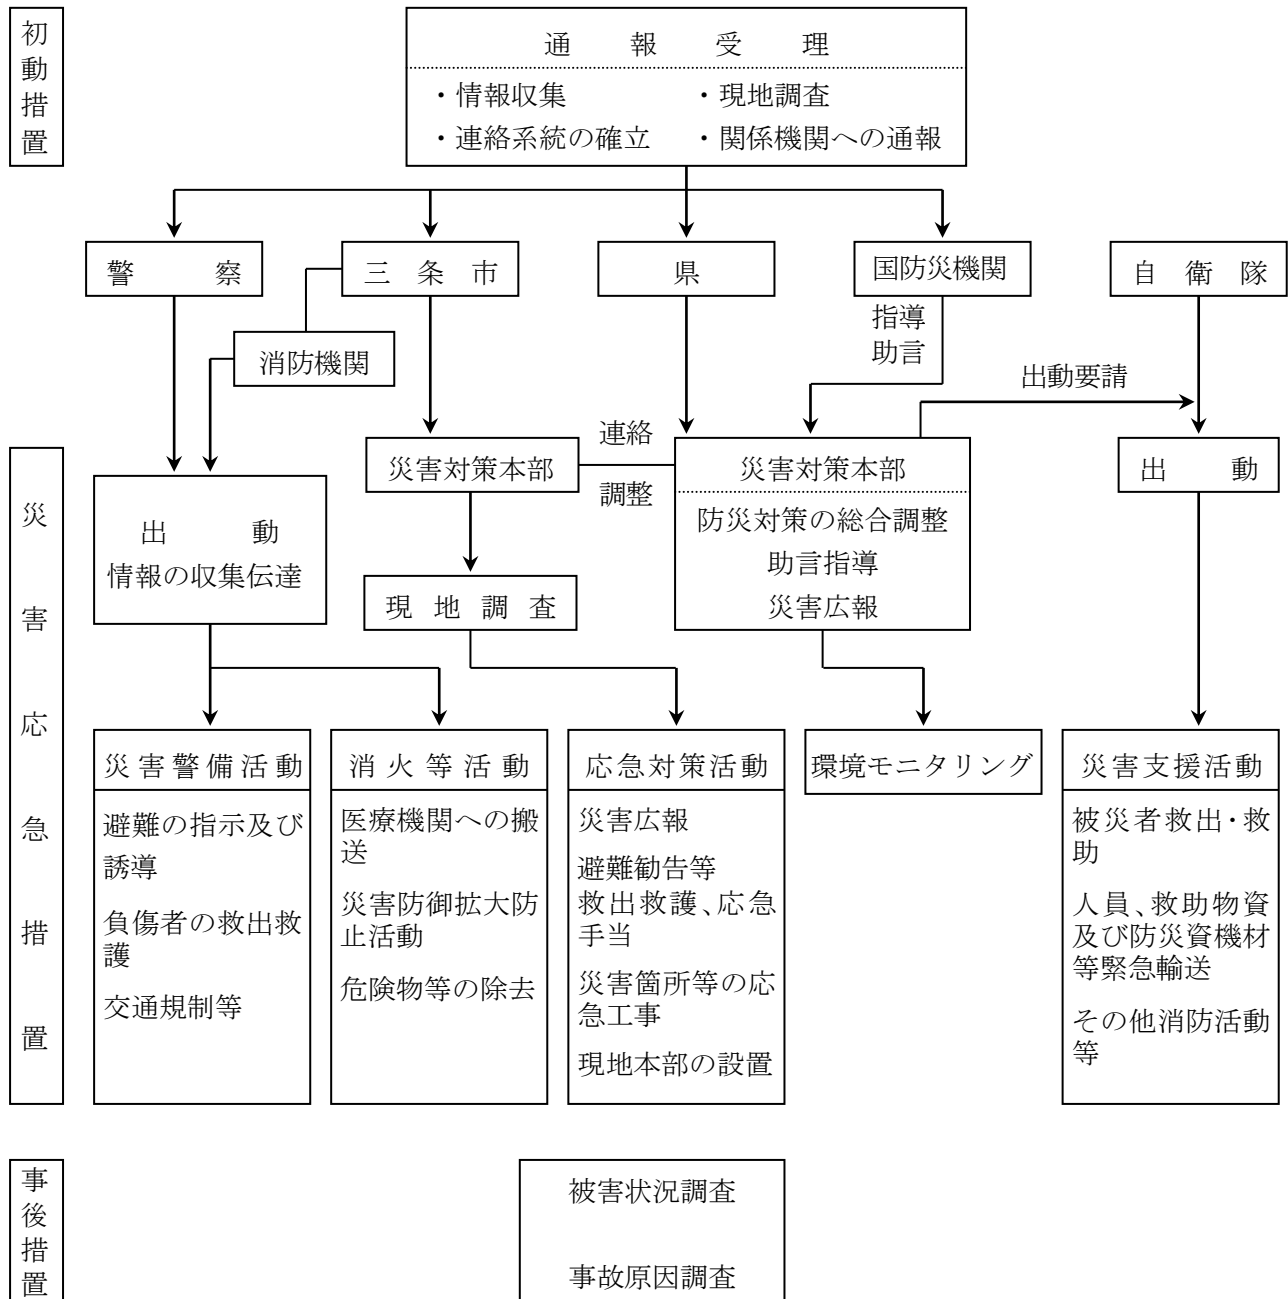 初動措置
通報受理
・情報収集
・現地調査
・連絡系統の確立
・関係機関への通報
警察
三条市
県
国防災機関
自衛隊
消防機関
指導
助言
出動要請
災害応急措置
出動
情報の収集伝達
災害対策本部
連絡
調整
災害対策本部
防災対策の総合調整
助言指導
災害広報
出動
現地調査
災害警備活動
避難の指示及び
誘導
負傷者の救出救
護
交通規制等
消火等活動
医療機関への搬
送
災害防御拡大防
止活動
危険物等の除去
応急対策活動
災害広報
避難勧告等
救出救護、応急
手当
災害箇所等の応
急工事
現地本部の設置
環境モニタリング
災害支援活動
被災者救出・救
助
人員、救助物資
及び防災資機材
等緊急輸送
その他消防活動
等
事後措置
被害状況調査
事故原因調査